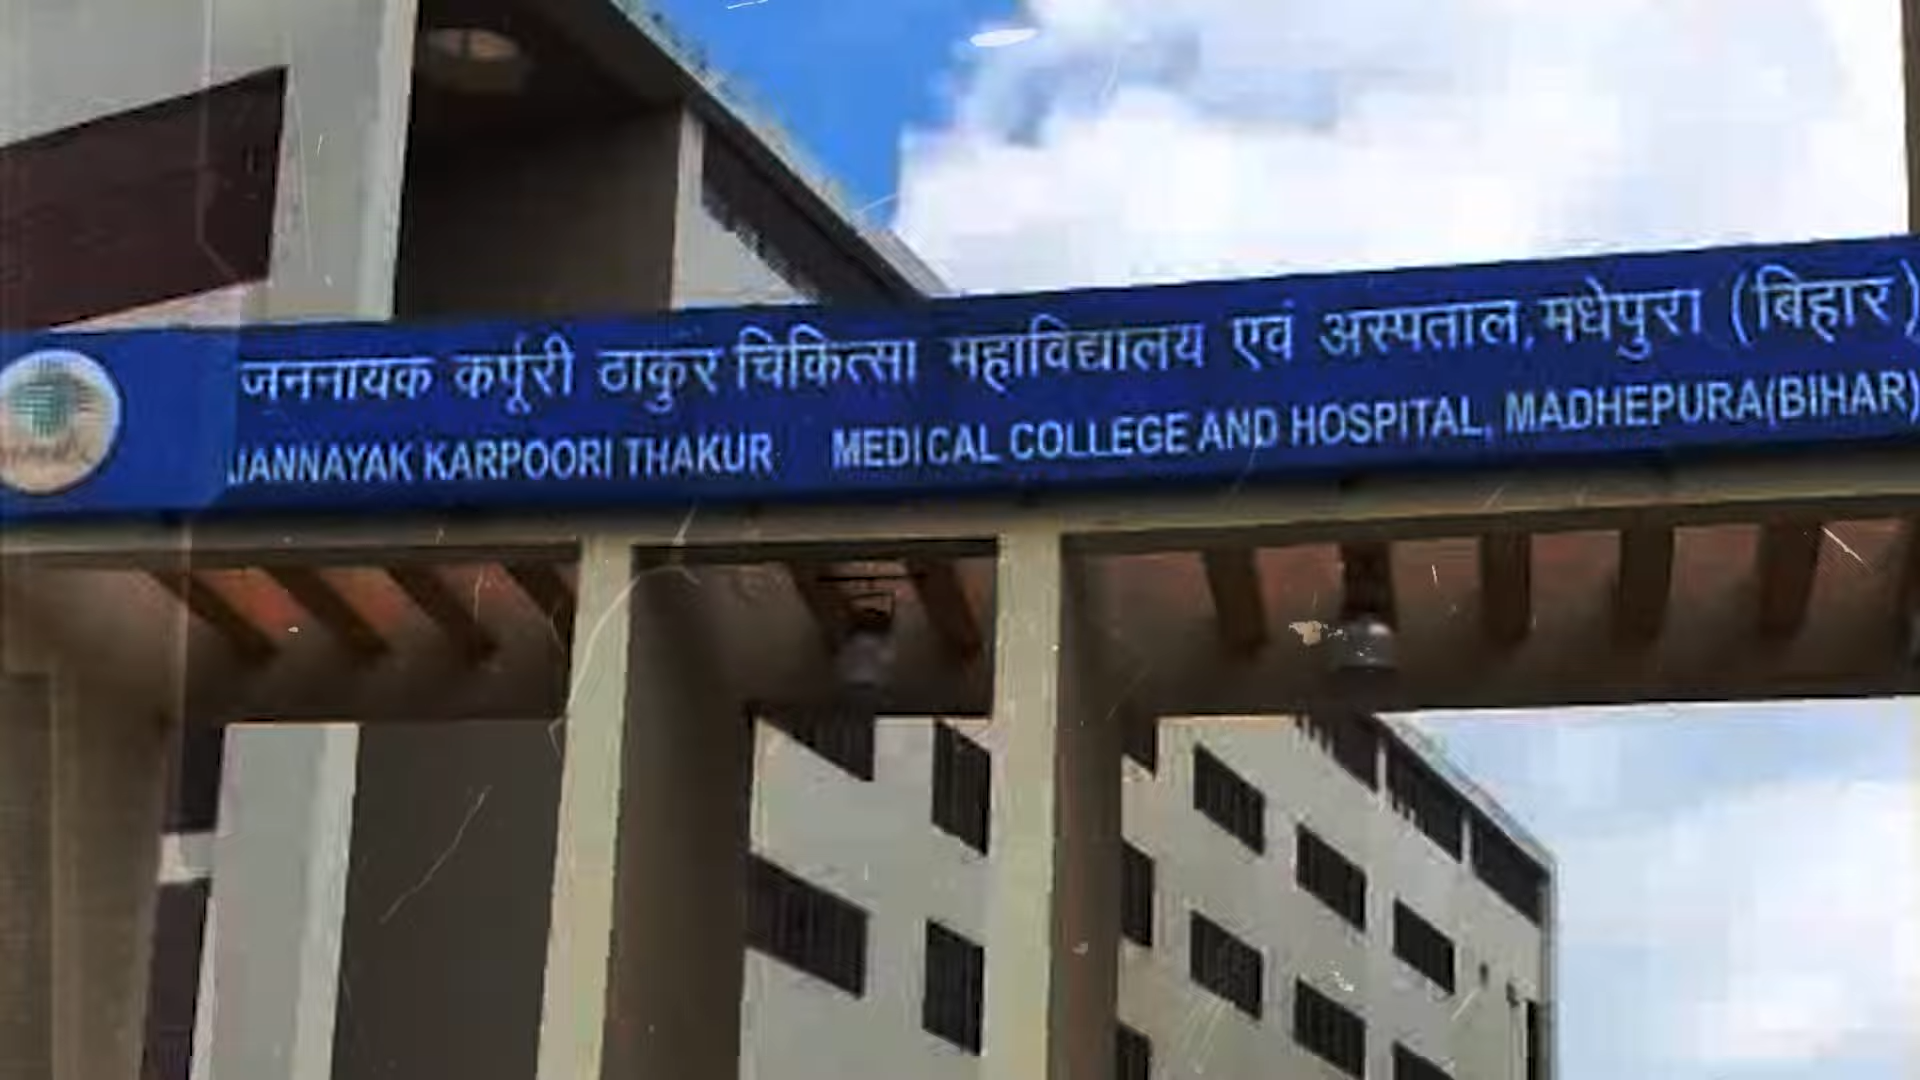 जननायक कर्पूरी ठाकुर चिकित्सा महाविद्यालय एवं अस्पताल, मधेपुरा (बिहार)
JANNAYAK KARPOORI THAKUR MEDICAL COLLEGE AND HOSPITAL, MADHEPURA(BIHAR)